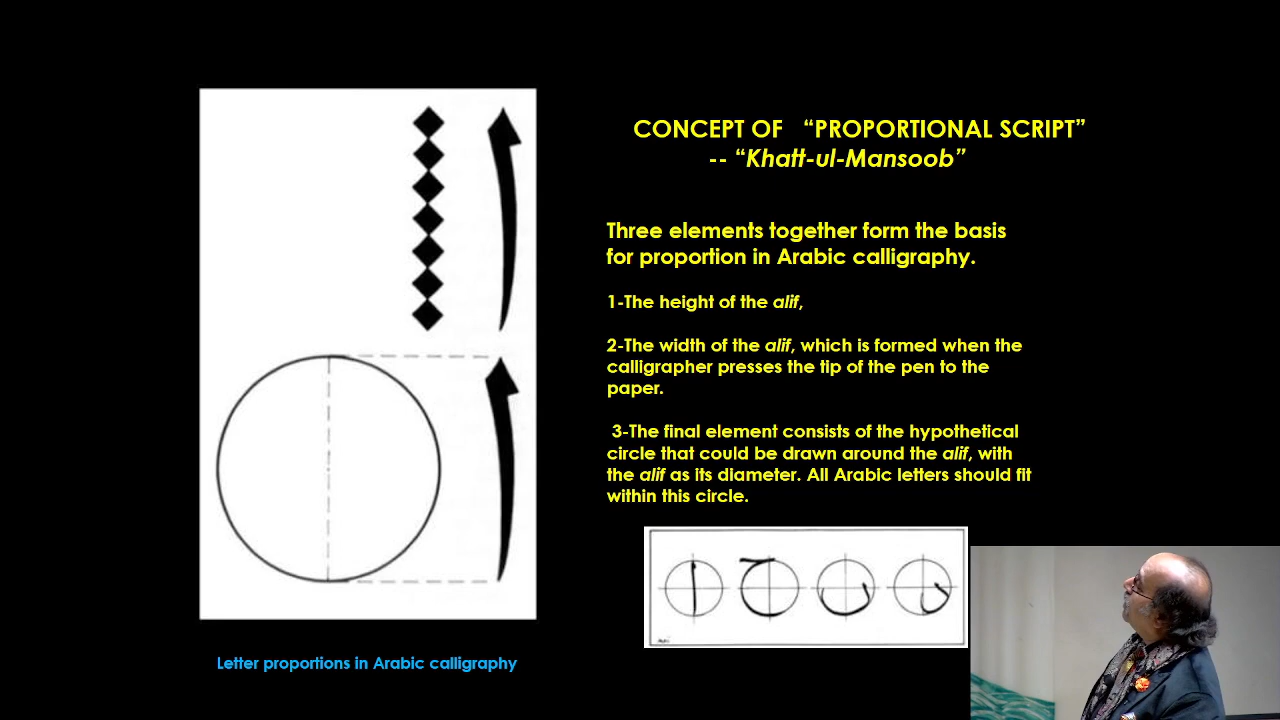 CONCEPT OF “PROPORTIONAL SCRIPT”
-- “Khatt-ul-Mansoob”
Three elements together form the basis
for proportion in Arabic calligraphy.
1-The height of the alif,
2-The width of the alif, which is formed when the
calligrapher presses the tip of the pen to the
paper.
3-The final element consists of the hypothetical
circle that could be drawn around the alif, with
the alif as its diameter. All Arabic letters should fit
within this circle.
Letter proportions in Arabic calligraphy